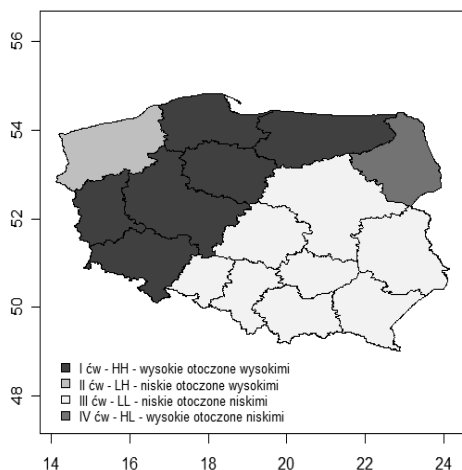 56
54
52
50
48
I ćw - HH - wysokie otoczone wysokimi
II ćw - LH - niskie otoczone wysokimi
III ćw - LL - niskie otoczone niskimi
IV ćw - HL - wysokie otoczone niskimi
14 16 18 20 22 24